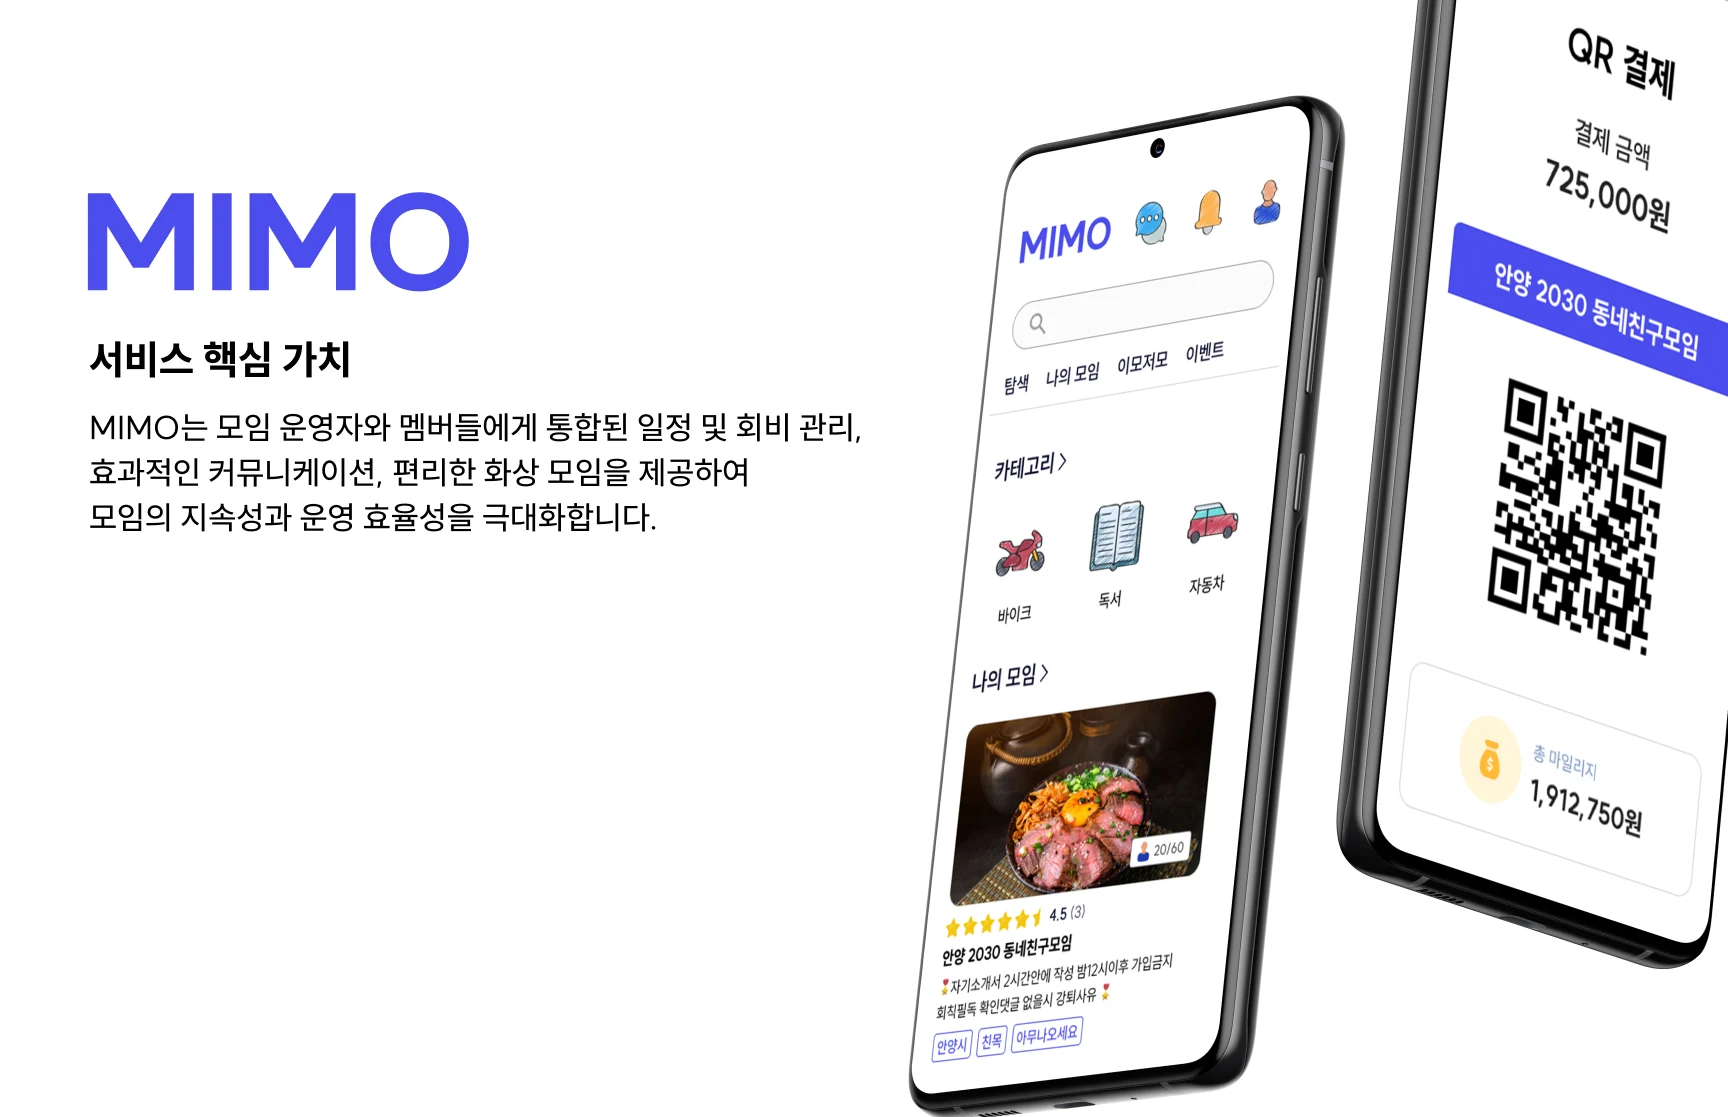 MIMO
서비스 핵심 가치
MIMO는 모임 운영자와 멤버들에게 통합된 일정 및 회비 관리,
효과적인 커뮤니케이션, 편리한 화상 모임을 제공하여
모임의 지속성과 운영 효율성을 극대화합니다.
MIMO
탐색 나의 모임 이모저모 이벤트
카테고리 >
바이크 독서 자동차
나의 모임 >
20/60
4.5 (3)
안양 2030 동네친구모임
🎖자기소개서 2시간안에 작성 밤12시이후 가입금지
회칙필독 확인댓글 없을시 강퇴사유🎖
안양시 친목 아무나오세요
QR 결제
결제 금액
725,000원
안양 2030 동네친구모임
$
총 마일리지
1,912,750원